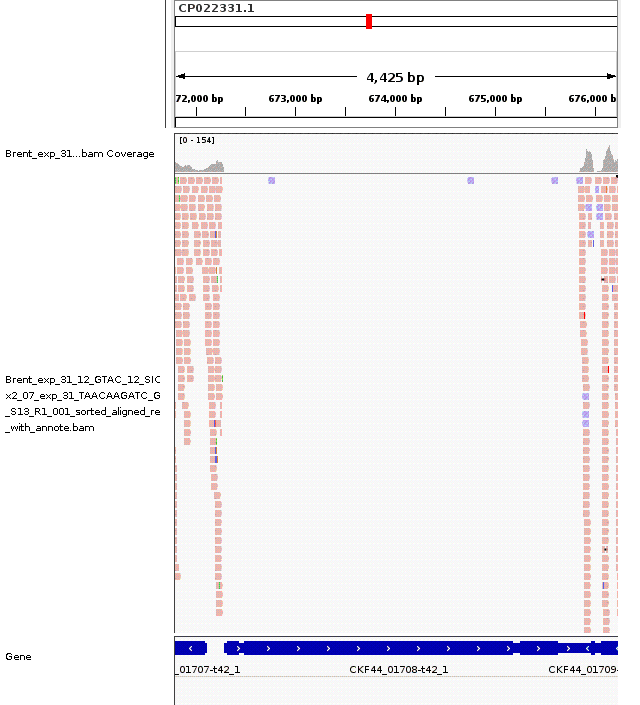 CP022331.1
4,425 bp
72,000 bp 673,000 bp 674,000 bp 675,000 bp 676,000 bp
[0 - 154]
Brent_exp_31...bam Coverage
Brent_exp_31_12_GTAC_12_SIC
x2_07_exp_31_TAACAAGATC_G
_S13_R1_001_sorted_aligned_re
_with_annote.bam
Gene
_01707-t42_1 CKF44_01708-t42_1 CKF44_01709-